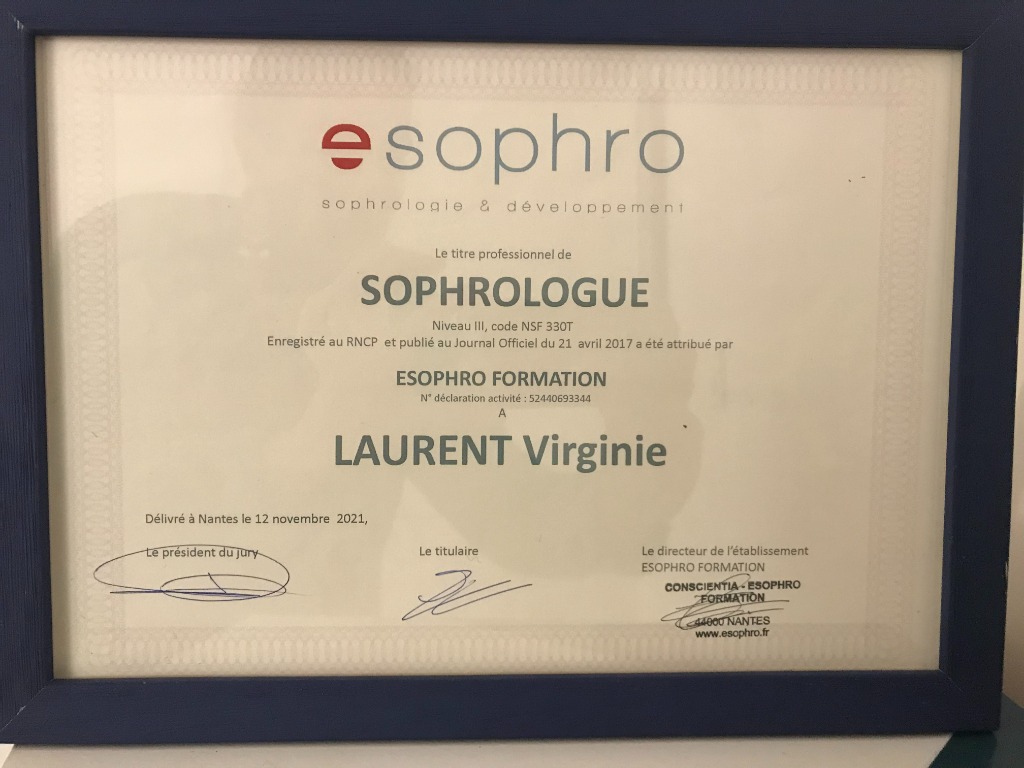 esophro
sophrologie & développement
Le titre professionnel de
SOPHROLOGUE
Niveau III, code NSF 330T
Enregistré au RNCP et publié au Journal Officiel du 21 avril 2017 a été attribué par
ESOPHRO FORMATION
N° déclaration activité : 52440693344
A
LAURENT Virginie
Délivré à Nantes le 12 novembre 2021,
Le président du jury
Le titulaire
Le directeur de l'établissement
ESOPHRO FORMATION
CONSCIENTIA - ESOPHRO
FORMATION
44000 NANTES
www.esophro.fr